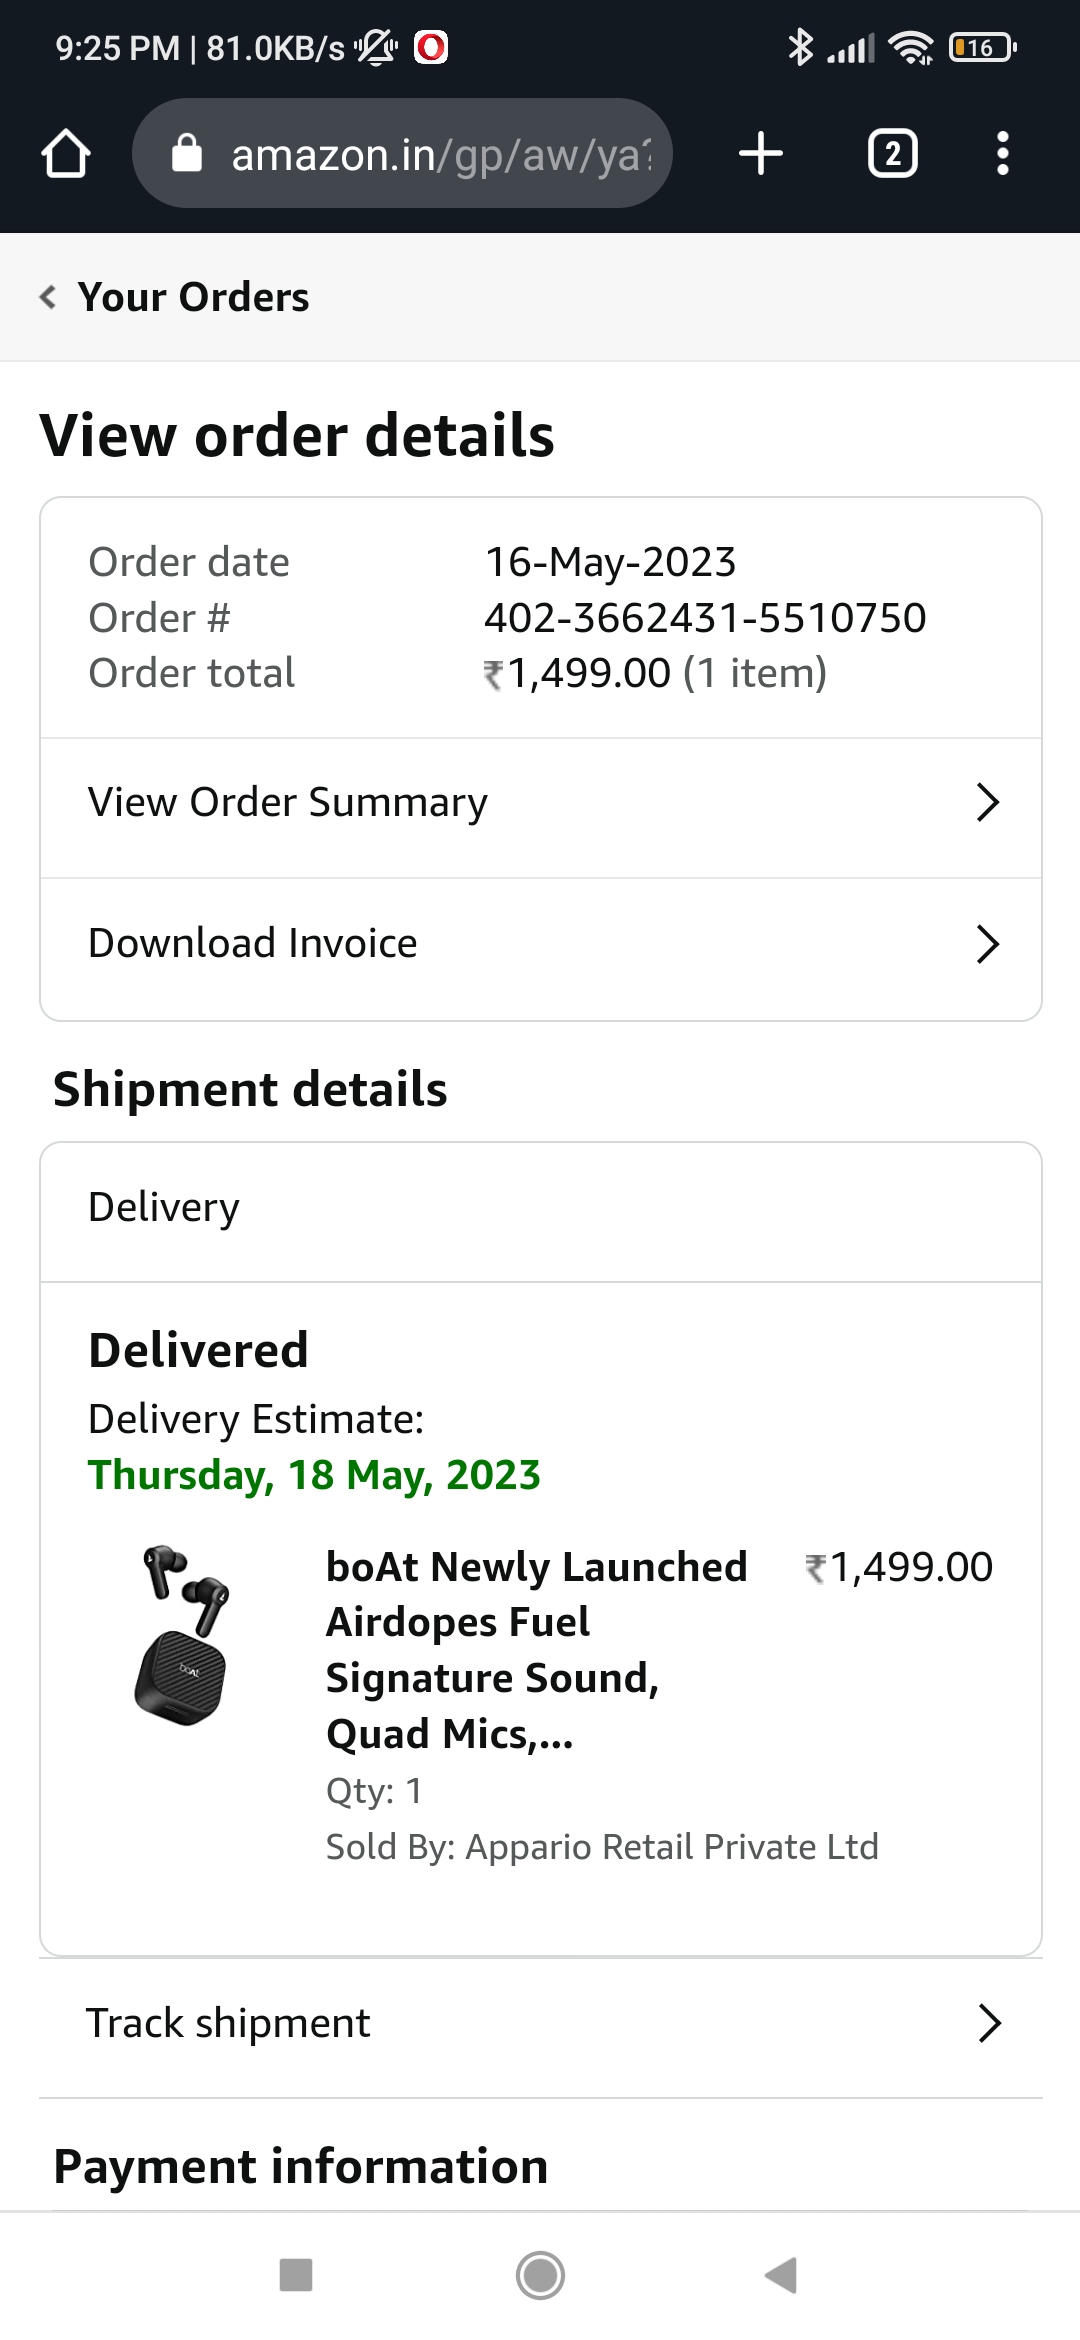 9:25 PM | 81.0KB/s 16
amazon.in/gp/aw/ya? 2
Your Orders
View order details
Order date 16-May-2023
Order # 402-3662431-5510750
Order total ₹1,499.00 (1 item)
View Order Summary
Download Invoice
Shipment details
Delivery
Delivered
Delivery Estimate:
Thursday, 18 May, 2023
boAt Newly Launched ₹1,499.00
Airdopes Fuel
Signature Sound,
Quad Mics,...
Qty: 1
Sold By: Appario Retail Private Ltd
boAt
Track shipment
Payment information